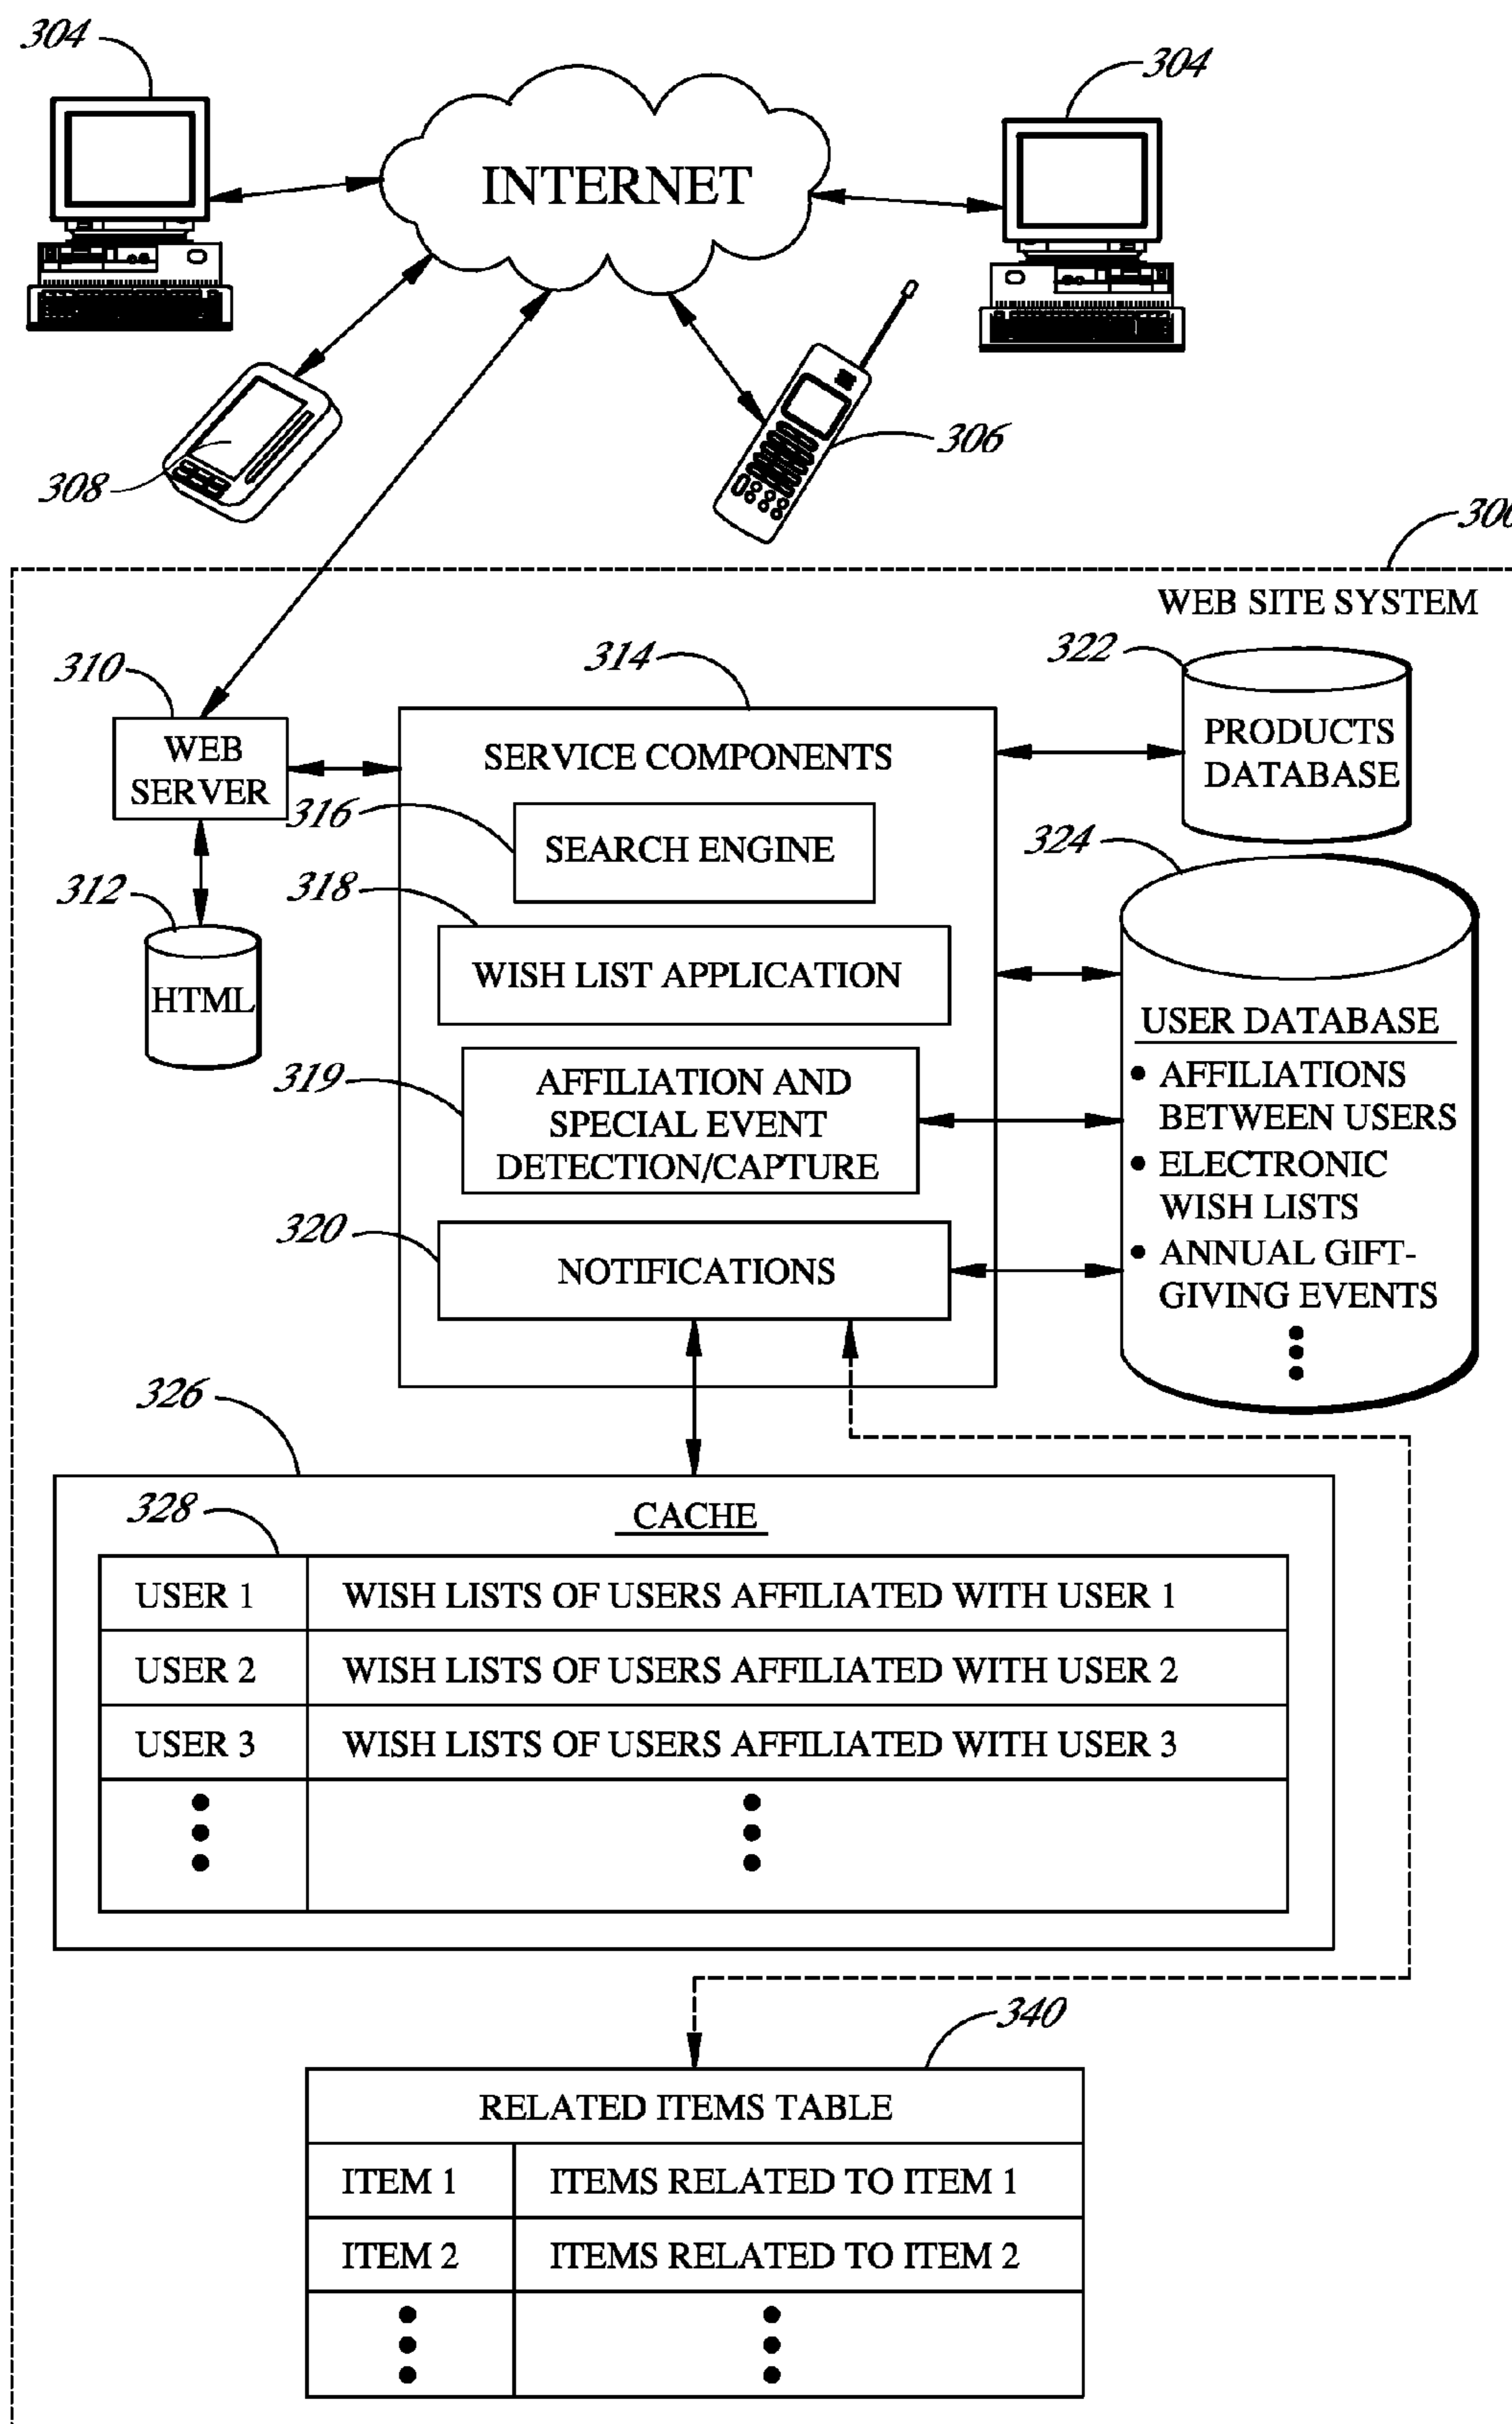 304
304
INTERNET
308
306
300
WEB SITE SYSTEM
310
314
322
WEB
SERVER
SERVICE COMPONENTS
PRODUCTS
DATABASE
316
SEARCH ENGINE
324
312
318
HTML
WISH LIST APPLICATION
USER DATABASE
• AFFILIATIONS
BETWEEN USERS
• ELECTRONIC
WISH LISTS
• ANNUAL GIFT-
GIVING EVENTS
319
AFFILIATION AND
SPECIAL EVENT
DETECTION/CAPTURE
320
NOTIFICATIONS
326
CACHE
328
USER 1 WISH LISTS OF USERS AFFILIATED WITH USER 1
USER 2 WISH LISTS OF USERS AFFILIATED WITH USER 2
USER 3 WISH LISTS OF USERS AFFILIATED WITH USER 3
340
RELATED ITEMS TABLE
ITEM 1 ITEMS RELATED TO ITEM 1
ITEM 2 ITEMS RELATED TO ITEM 2